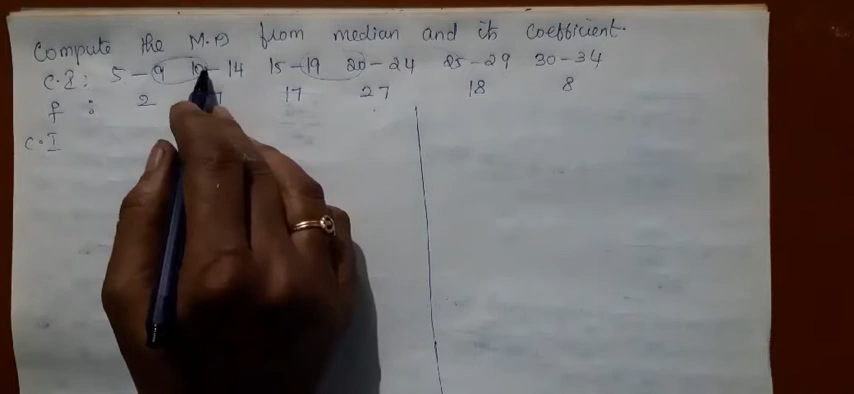 Compute the M.D from median and its coefficient.
C.I: 5-9 10-14 15-19 20-24 25-29 30-34
f : 2 7 17 27 18 8
C.I